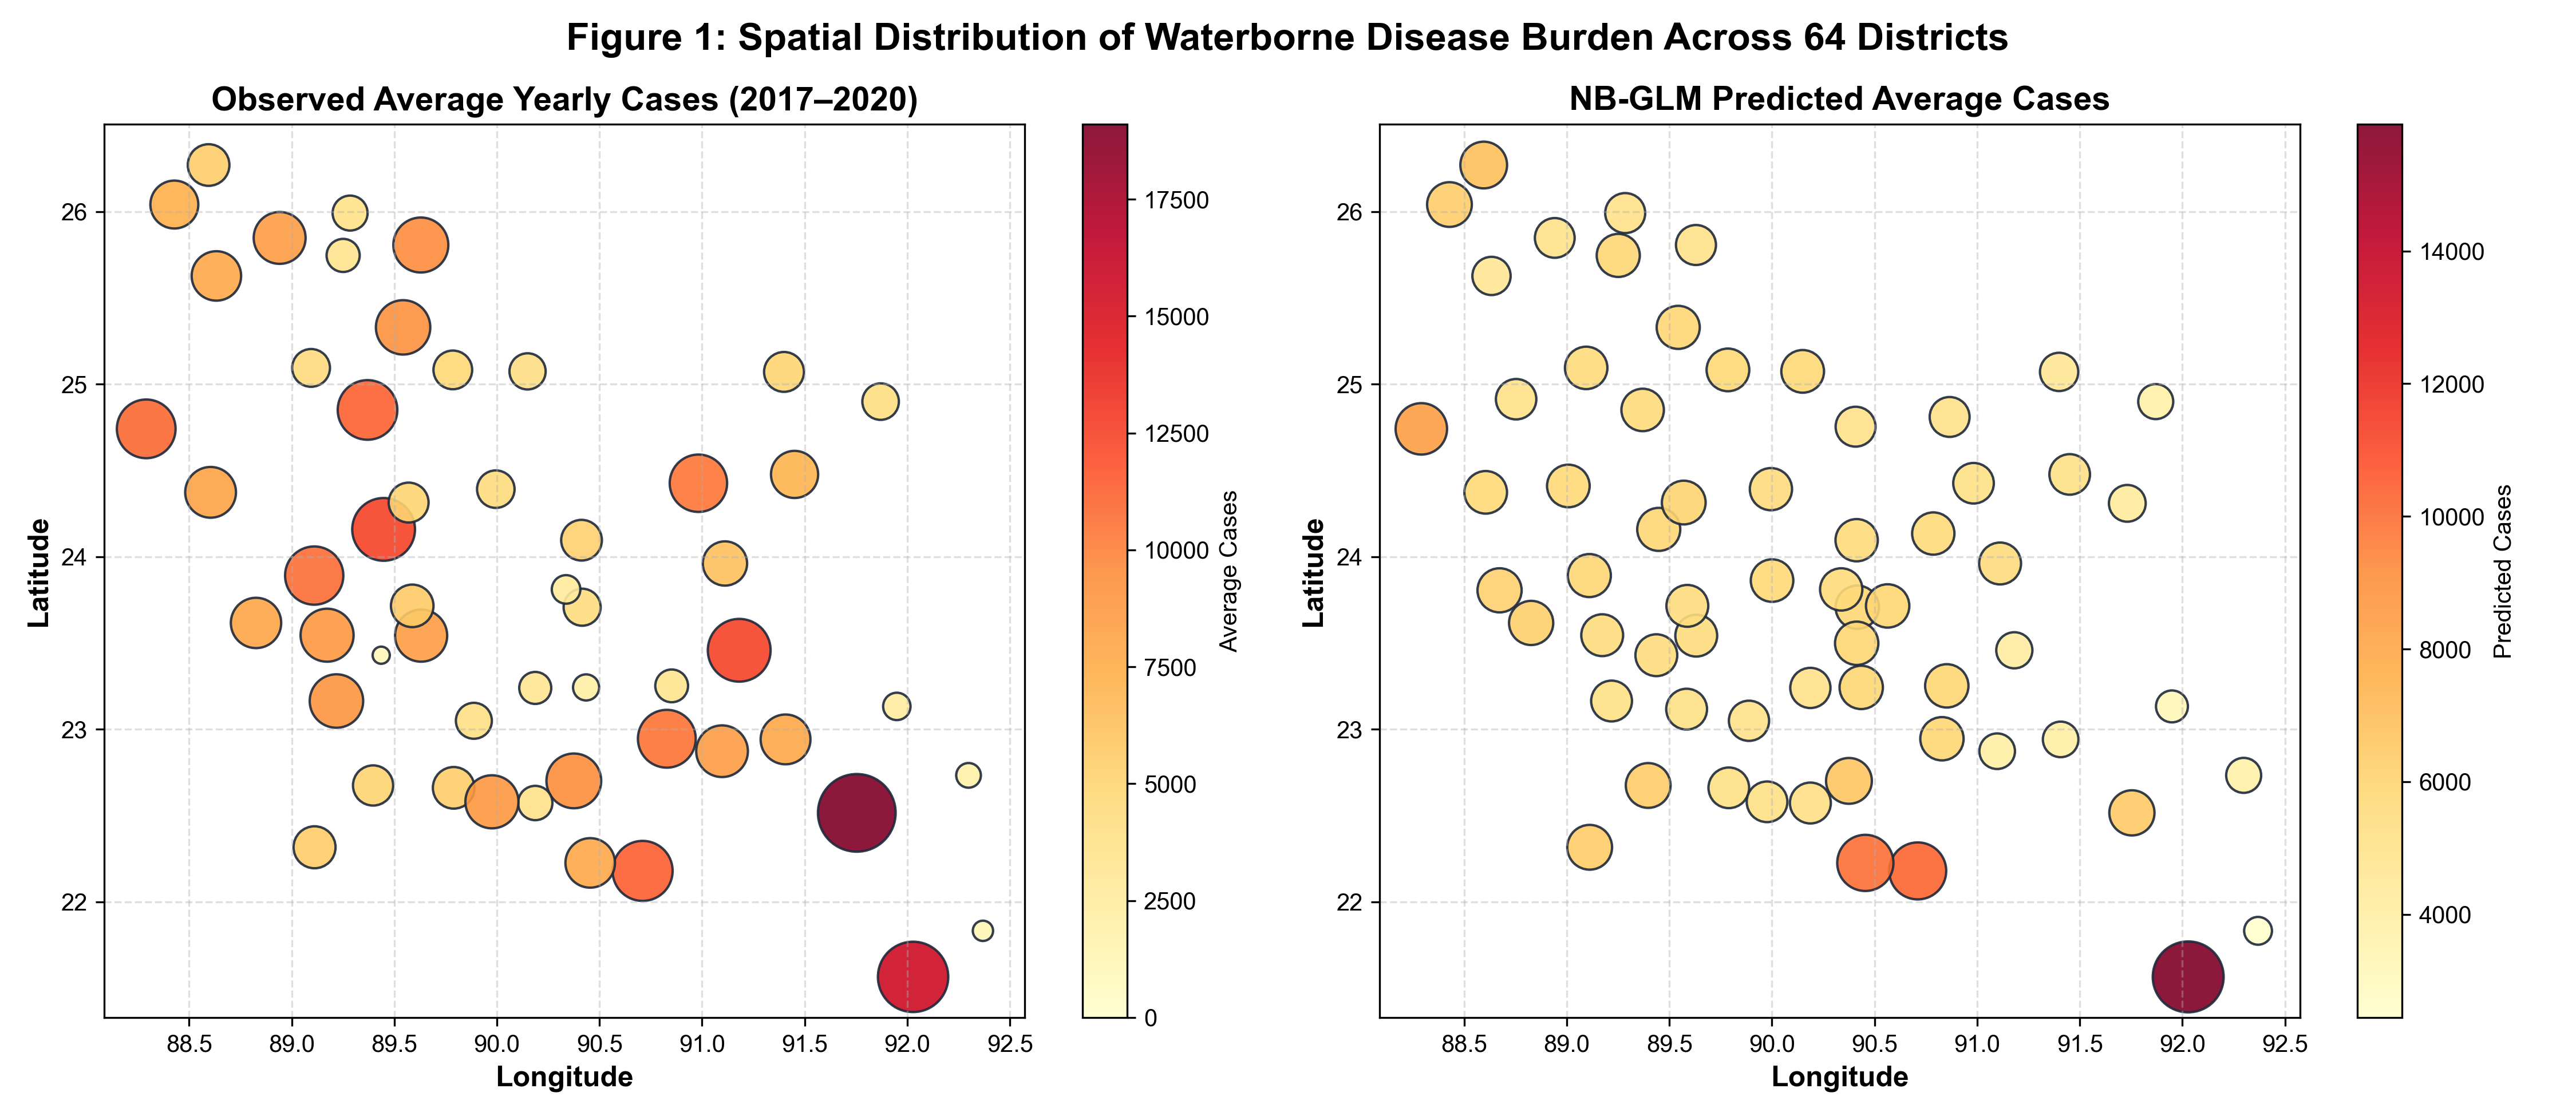 Figure 1: Spatial Distribution of Waterborne Disease Burden Across 64 Districts
Observed Average Yearly Cases (2017–2020)
26
25
24
23
22
Latitude
88.5 89.0 89.5 90.0 90.5 91.0 91.5 92.0 92.5
Longitude
17500
15000
12500
10000
7500
5000
2500
0
Average Cases
NB-GLM Predicted Average Cases
26
25
24
23
22
Latitude
88.5 89.0 89.5 90.0 90.5 91.0 91.5 92.0 92.5
Longitude
14000
12000
10000
8000
6000
4000
Predicted Cases